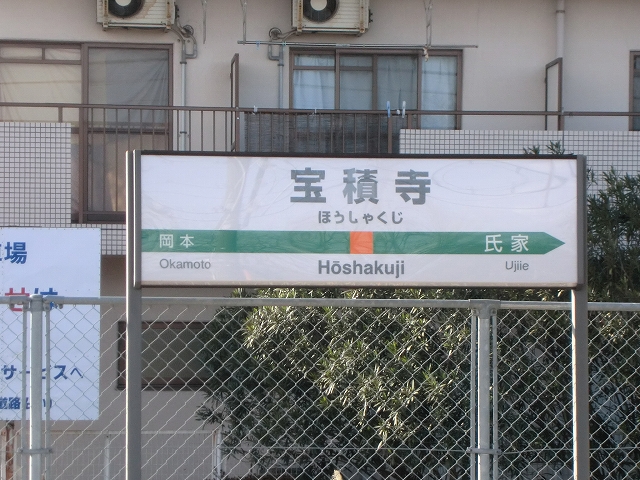 宝積寺
ほうしゃくじ
岡本 氏家
Okamoto Hōshakuji Ujiie
場
サービスへ